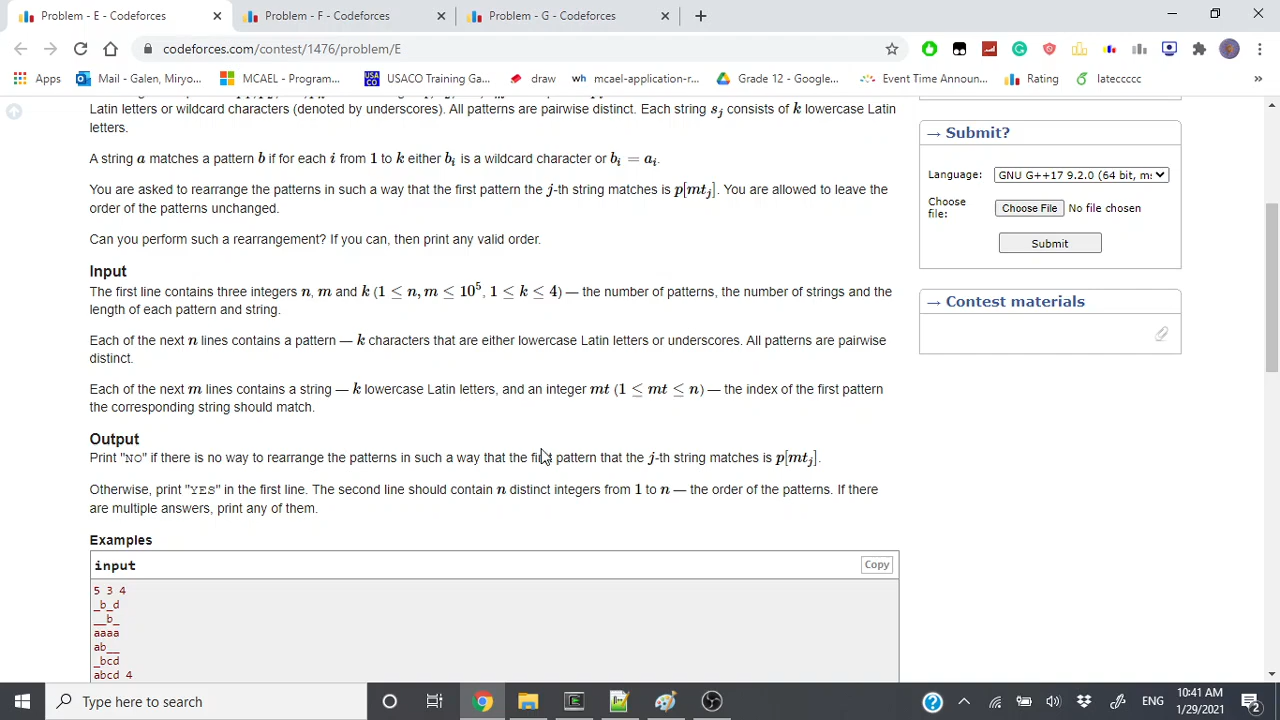 Problem - E - Codeforces
Problem - F - Codeforces
Problem - G - Codeforces
codeforces.com/contest/1476/problem/E
Apps
Mail - Galen, Miryo...
MCAEL - Program...
USACO Training Ga...
draw
wh mcael-application-r...
Grade 12 - Google...
Event Time Announ...
Rating
lateccccc
»
Latin letters or wildcard characters (denoted by underscores). All patterns are pairwise distinct. Each string s_j consists of k lowercase Latin
letters.
A string a matches a pattern b if for each i from 1 to k either b_i is a wildcard character or b_i = a_i.
You are asked to rearrange the patterns in such a way that the first pattern the j-th string matches is p[mt_j]. You are allowed to leave the
order of the patterns unchanged.
Can you perform such a rearrangement? If you can, then print any valid order.
Input
The first line contains three integers n, m and k (1 ≤ n, m ≤ 10^5, 1 ≤ k ≤ 4) — the number of patterns, the number of strings and the
length of each pattern and string.
Each of the next n lines contains a pattern — k characters that are either lowercase Latin letters or underscores. All patterns are pairwise
distinct.
Each of the next m lines contains a string — k lowercase Latin letters, and an integer mt (1 ≤ mt ≤ n) — the index of the first pattern
the corresponding string should match.
Output
Print "NO" if there is no way to rearrange the patterns in such a way that the first pattern that the j-th string matches is p[mt_j].
Otherwise, print "YES" in the first line. The second line should contain n distinct integers from 1 to n — the order of the patterns. If there
are multiple answers, print any of them.
Examples
input
Copy
5 3 4
_b_d
__b_
aaaa
ab__
_bcd
abcd 4
→ Submit?
Language:
GNU G++17 9.2.0 (64 bit, m:
Choose
file:
Choose File No file chosen
Submit
→ Contest materials
Type here to search
ENG
10:41 AM
1/29/2021
2